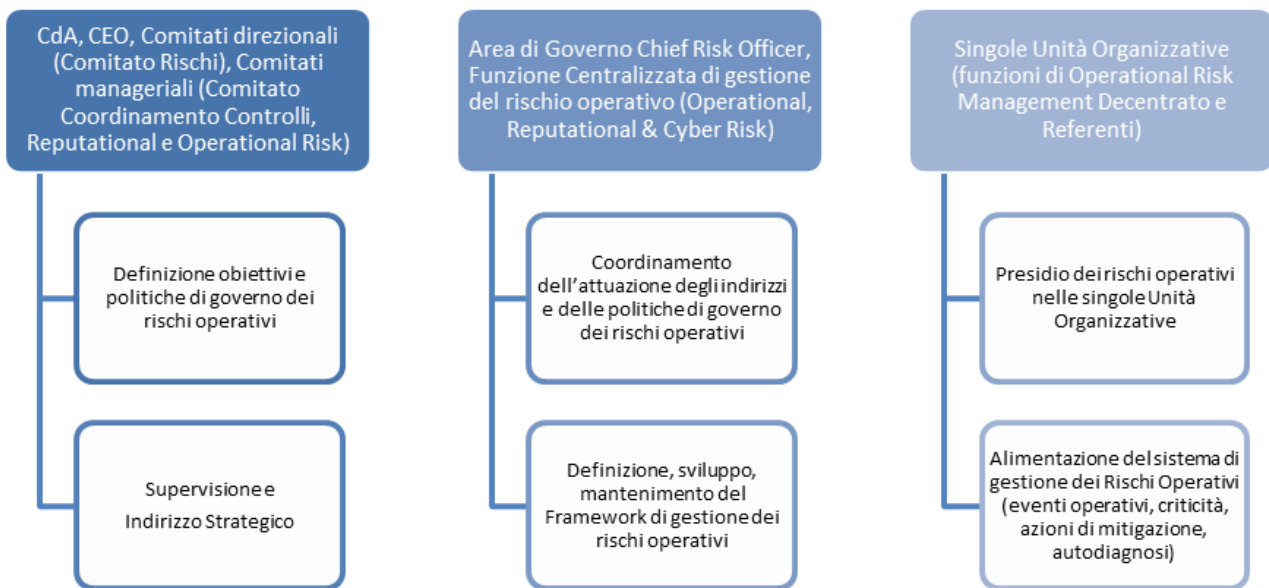 CdA, CEO, Comitati direzionali
(Comitato Rischi), Comitati
manageriali (Comitato
Coordinamento Controlli,
Reputational e Operational Risk)
Definizione obiettivi e
politiche di governo dei
rischi operativi
Supervisione e
Indirizzo Strategico
Area di Governo Chief Risk Officer,
Funzione Centralizzata di gestione
del rischio operativo (Operational,
Reputational & Cyber Risk)
Coordinamento
dell'attuazione degli indirizzi
e delle politiche di governo
dei rischi operativi
Definizione, sviluppo,
mantenimento del
Framework di gestione dei
rischi operativi
Singole Unità Organizzative
(funzioni di Operational Risk
Management Decentrato e
Referenti)
Presidio dei rischi operativi
nelle singole Unità
Organizzative
Alimentazione del sistema di
gestione dei Rischi Operativi
(eventi operativi, criticità,
azioni di mitigazione,
autodiagnosi)